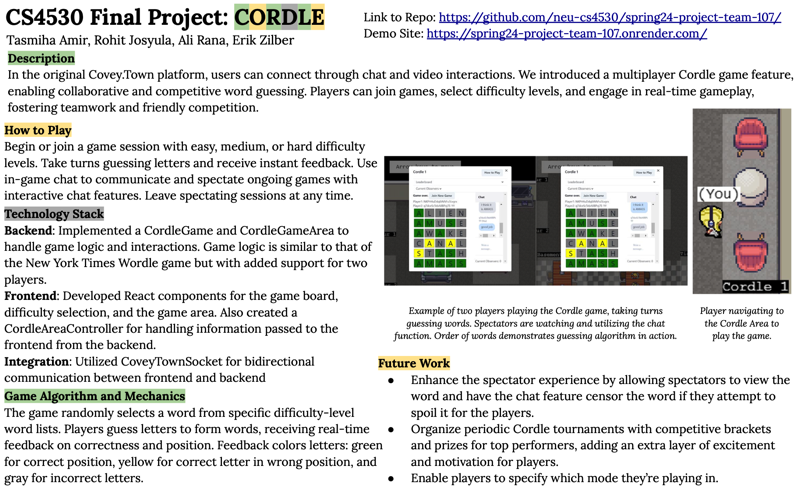 CS4530 Final Project: CORDLE
Tasmiha Amir, Rohit Josyula, Ali Rana, Erik Zilber
Link to Repo: https://github.com/neu-cs4530/spring24-project-team-107/
Demo Site: https://spring24-project-team-107.onrender.com/
Description
In the original Covey.Town platform, users can connect through chat and video interactions. We introduced a multiplayer Cordle game feature,
enabling collaborative and competitive word guessing. Players can join games, select difficulty levels, and engage in real-time gameplay,
fostering teamwork and friendly competition.
How to Play
Begin or join a game session with easy, medium, or hard difficulty
levels. Take turns guessing letters and receive instant feedback. Use
in-game chat to communicate and spectate ongoing games with
interactive chat features. Leave spectating sessions at any time.
Technology Stack
Backend: Implemented a CordleGame and CordleGameArea to
handle game logic and interactions. Game logic is similar to that of
the New York Times Wordle game but with added support for two
players.
Frontend: Developed React components for the game board,
difficulty selection, and the game area. Also created a
CordleAreaController for handling information passed to the
frontend from the backend.
Integration: Utilized CoveyTownSocket for bidirectional
communication between frontend and backend
Game Algorithm and Mechanics
The game randomly selects a word from specific difficulty-level
word lists. Players guess letters to form words, receiving real-time
feedback on correctness and position. Feedback colors letters: green
for correct position, yellow for correct letter in wrong position, and
gray for incorrect letters.
Cordle 1
How to Play
Leaderboard
Chat
ALIEN
AWAKE
CANAL
STASH
AMASS
Cordle 1
How to Play
Leaderboard
Chat
ALIEN
AWAKE
CANAL
STASH
AMASS
(You)
Cordle 1
Example of two players playing the Cordle game, taking turns
guessing words. Spectators are watching and utilizing the chat
function. Order of words demonstrates guessing algorithm in action.
Player navigating to
the Cordle Area to
play the game.
Future Work
● Enhance the spectator experience by allowing spectators to view the
word and have the chat feature censor the word if they attempt to
spoil it for the players.
● Organize periodic Cordle tournaments with competitive brackets
and prizes for top performers, adding an extra layer of excitement
and motivation for players.
● Enable players to specify which mode they're playing in.